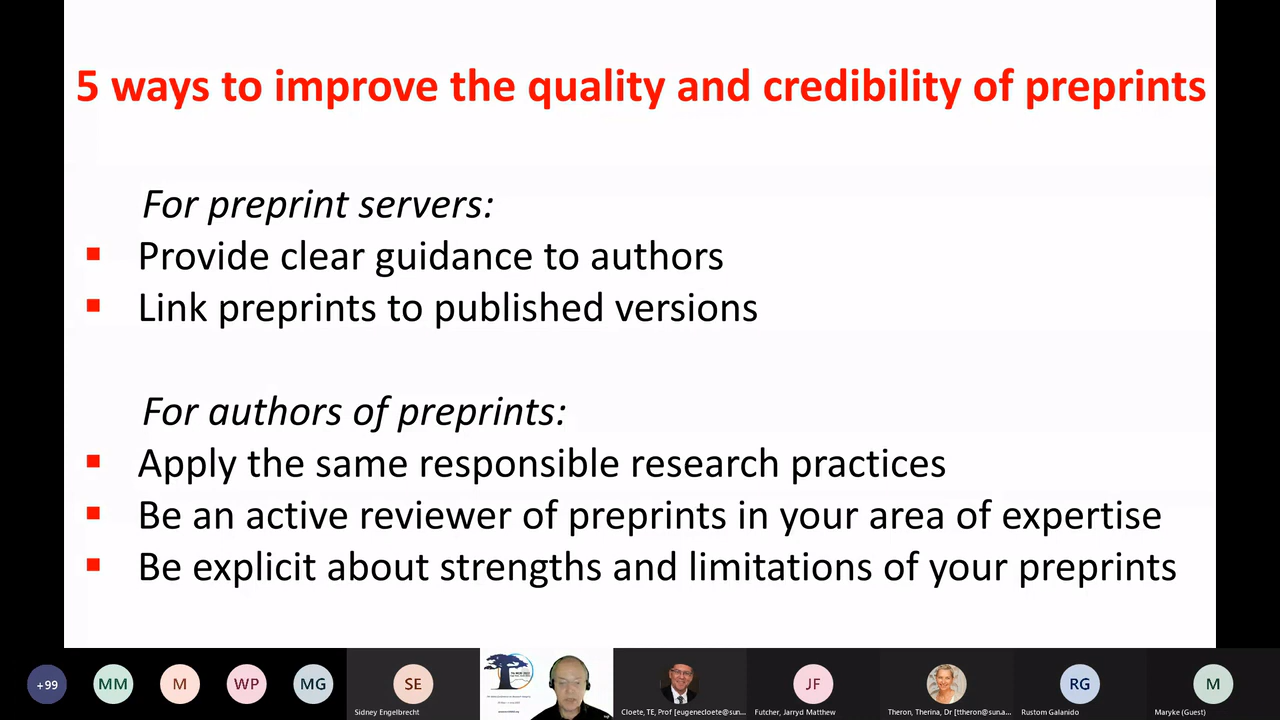 5 ways to improve the quality and credibility of preprints
For preprint servers:
Provide clear guidance to authors
Link preprints to published versions
For authors of preprints:
Apply the same responsible research practices
Be an active reviewer of preprints in your area of expertise
Be explicit about strengths and limitations of your preprints
+99
MM
M
WP
MG
SE
JF
RG
M
Sidney Engelbrecht
Cloete, TE, Prof [eugenecloete@sun...
Futcher, Jarryd Matthew
Theron, Therina, Dr [ttheron@sun.a...
Rustom Galanido
Maryke (Guest)